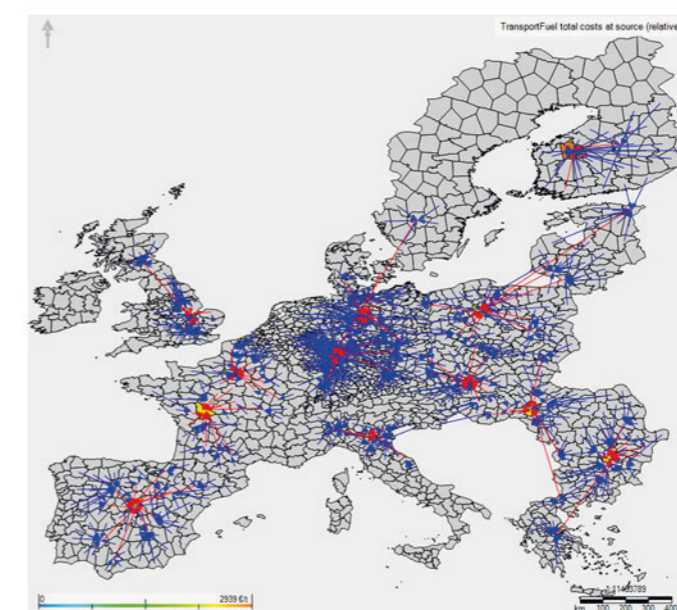 TransportFuel total costs at source (relative
0 2939 €/t
km 100 200 300 400